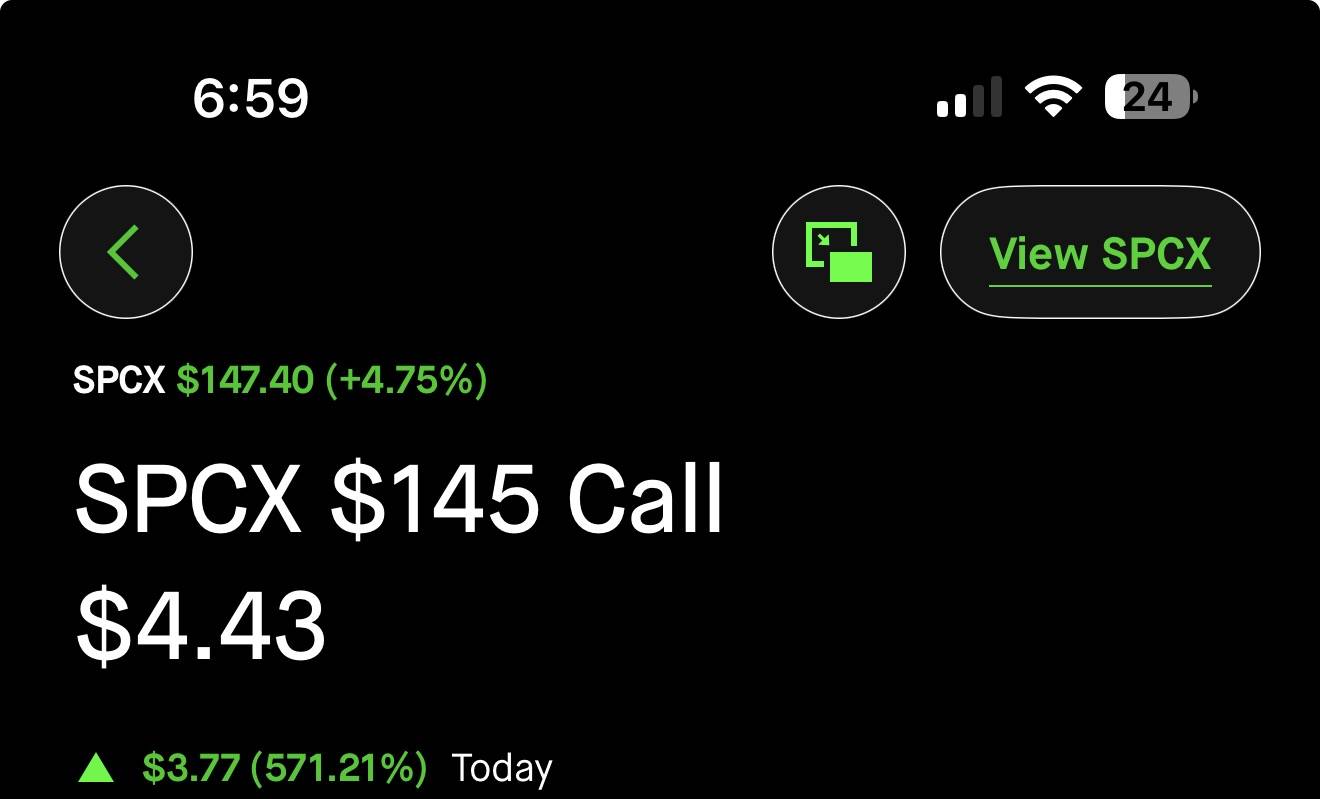 6:59 24
View SPCX
SPCX $147.40 (+4.75%)
SPCX $145 Call
$4.43
▲ $3.77 (571.21%) Today